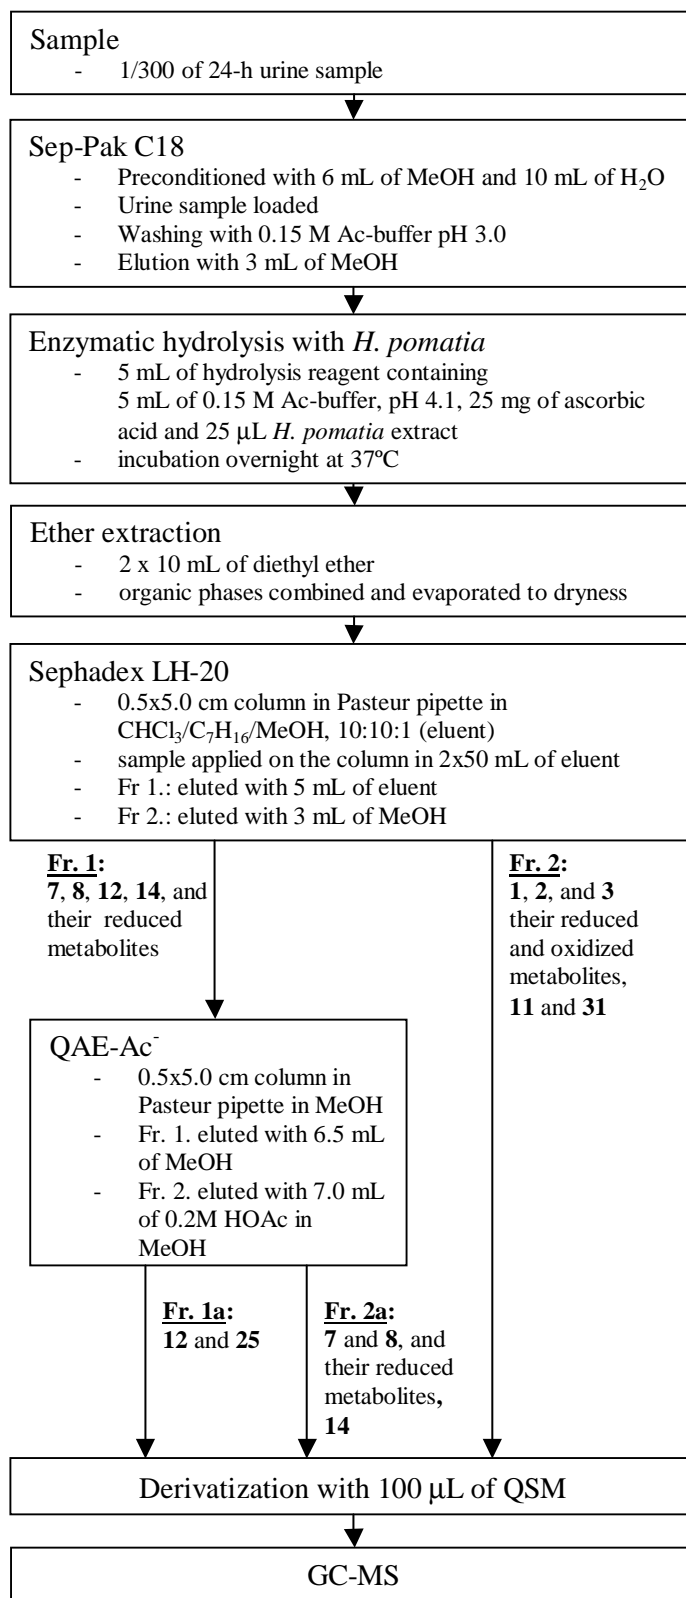 Sample
- 1/300 of 24-h urine sample
Sep-Pak C18
- Preconditioned with 6 mL of MeOH and 10 mL of H₂O
- Urine sample loaded
- Washing with 0.15 M Ac-buffer pH 3.0
- Elution with 3 mL of MeOH
Enzymatic hydrolysis with H. pomatia
- 5 mL of hydrolysis reagent containing
5 mL of 0.15 M Ac-buffer, pH 4.1, 25 mg of ascorbic
acid and 25 μL H. pomatia extract
- incubation overnight at 37ºC
Ether extraction
- 2 x 10 mL of diethyl ether
- organic phases combined and evaporated to dryness
Sephadex LH-20
- 0.5x5.0 cm column in Pasteur pipette in
CHCl₃/C₇H₁₆/MeOH, 10:10:1 (eluent)
- sample applied on the column in 2x50 mL of eluent
- Fr 1.: eluted with 5 mL of eluent
- Fr 2.: eluted with 3 mL of MeOH
Fr. 1:
7, 8, 12, 14, and
their reduced
metabolites
Fr. 2:
1, 2, and 3
their reduced
and oxidized
metabolites,
11 and 31
QAE-Ac⁻
- 0.5x5.0 cm column in
Pasteur pipette in MeOH
- Fr. 1. eluted with 6.5 mL
of MeOH
- Fr. 2. eluted with 7.0 mL
of 0.2M HOAc in
MeOH
Fr. 1a:
12 and 25
Fr. 2a:
7 and 8, and
their reduced
metabolites,
14
Derivatization with 100 μL of QSM
GC-MS